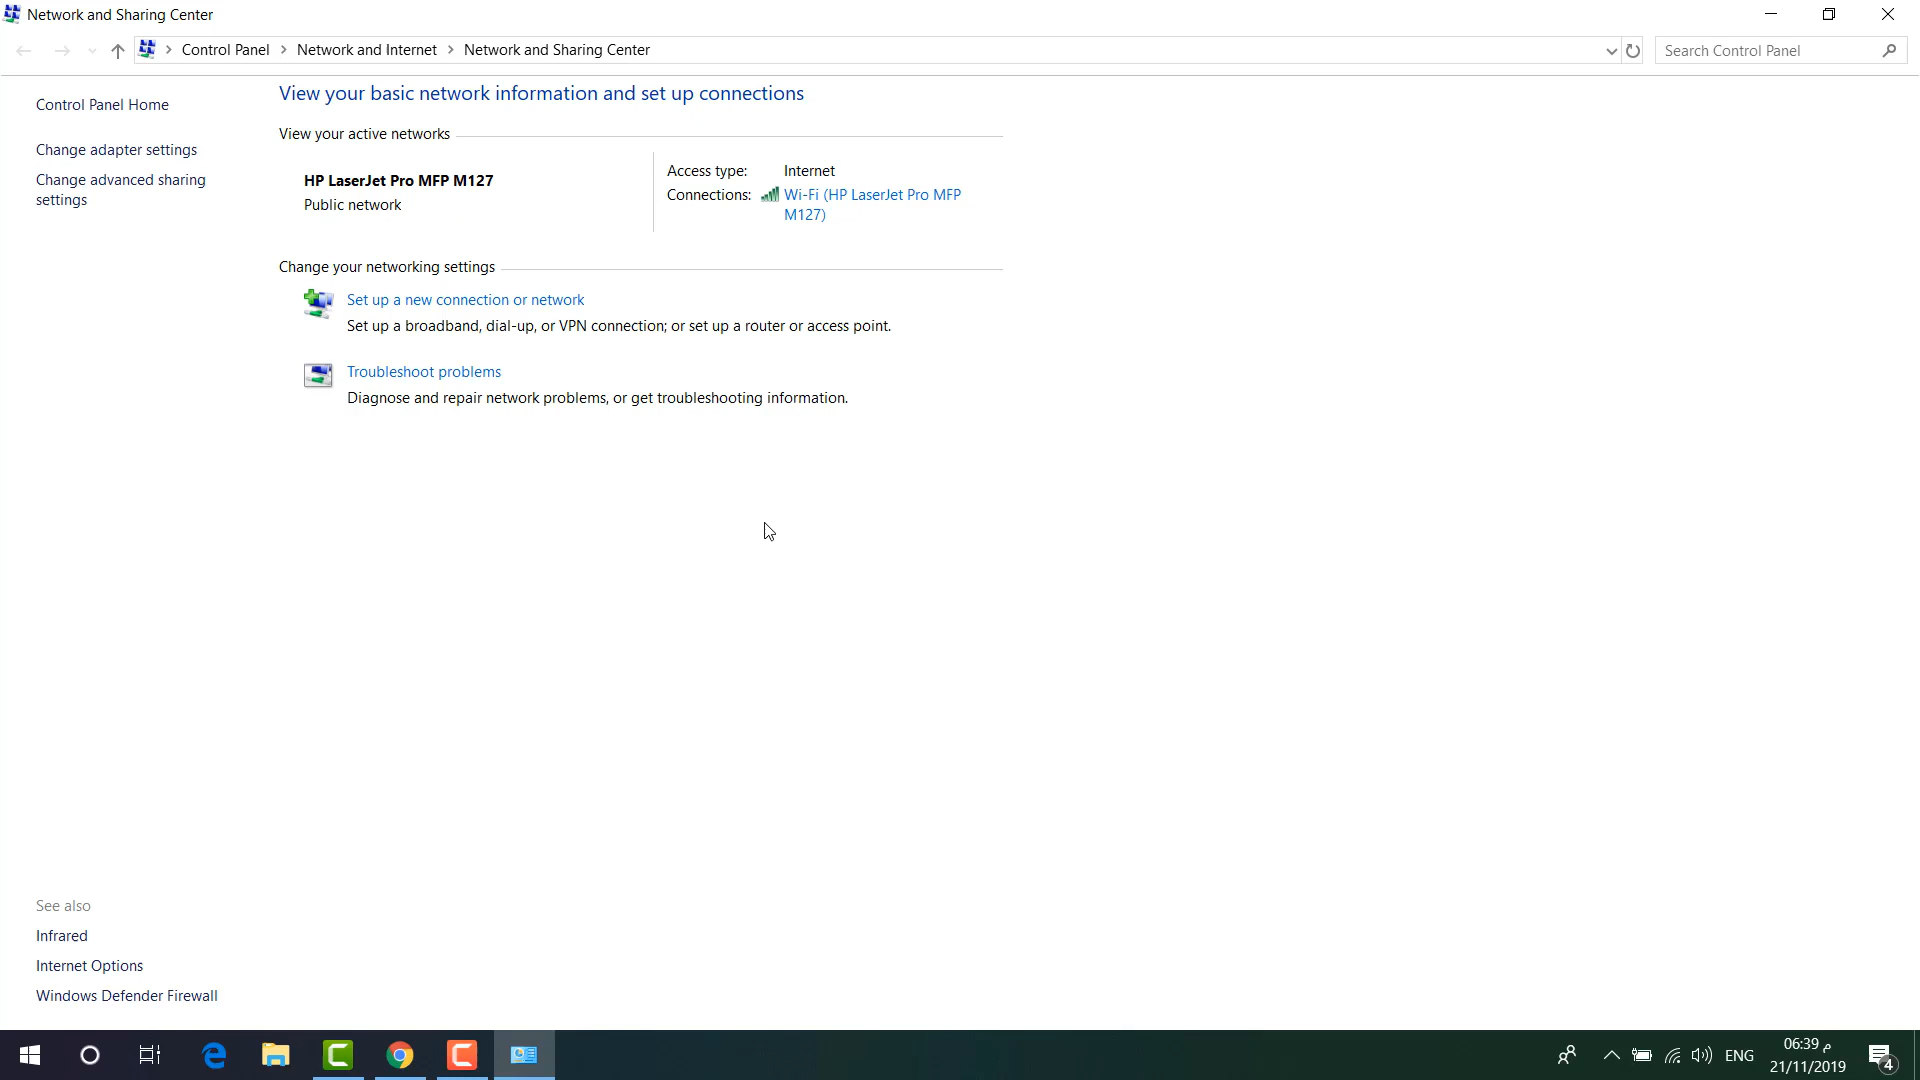 Network and Sharing Center
Control Panel > Network and Internet > Network and Sharing Center
Search Control Panel
Control Panel Home
Change adapter settings
Change advanced sharing
settings
View your basic network information and set up connections
View your active networks
HP LaserJet Pro MFP M127
Public network
Access type: Internet
Connections: Wi-Fi (HP LaserJet Pro MFP
M127)
Change your networking settings
Set up a new connection or network
Set up a broadband, dial-up, or VPN connection; or set up a router or access point.
Troubleshoot problems
Diagnose and repair network problems, or get troubleshooting information.
See also
Infrared
Internet Options
Windows Defender Firewall
ENG
06:39 م
21/11/2019
4